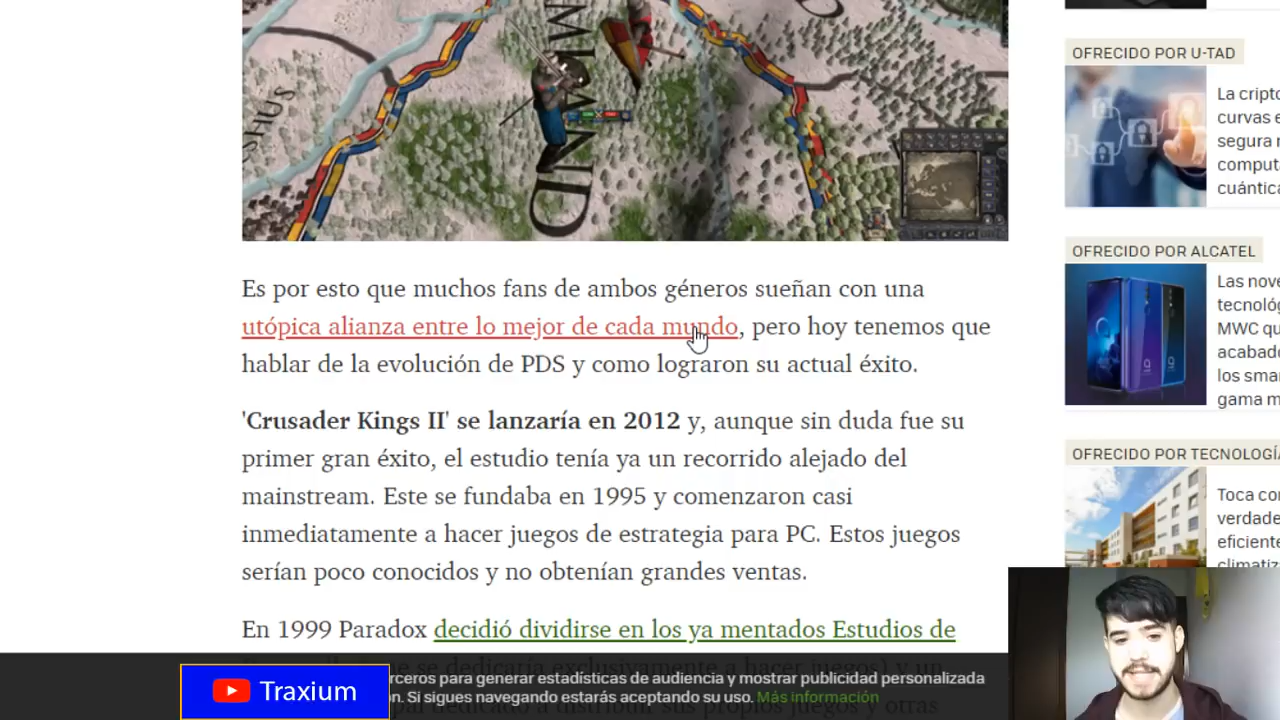 Es por esto que muchos fans de ambos géneros sueñan con una
utópica alianza entre lo mejor de cada mundo, pero hoy tenemos que
hablar de la evolución de PDS y como lograron su actual éxito.
'Crusader Kings II' se lanzaría en 2012 y, aunque sin duda fue su
primer gran éxito, el estudio tenía ya un recorrido alejado del
mainstream. Este se fundaba en 1995 y comenzaron casi
inmediatamente a hacer juegos de estrategia para PC. Estos juegos
serían poco conocidos y no obtenían grandes ventas.
En 1999 Paradox decidió dividirse en los ya mentados Estudios de
rceros para generar estadísticas de audiencia y mostrar publicidad personalizada
n. Si sigues navegando estarás aceptando su uso. Más información
Traxium
OFRECIDO POR U-TAD
La cripto
curvas e
segura
computa
cuántica
OFRECIDO POR ALCATEL
Las nove
tecnológ
MWC qu
acabado
los smar
gama m
OFRECIDO POR TECNOLOGÍA
Toca con
verdade
eficiente
climatiz